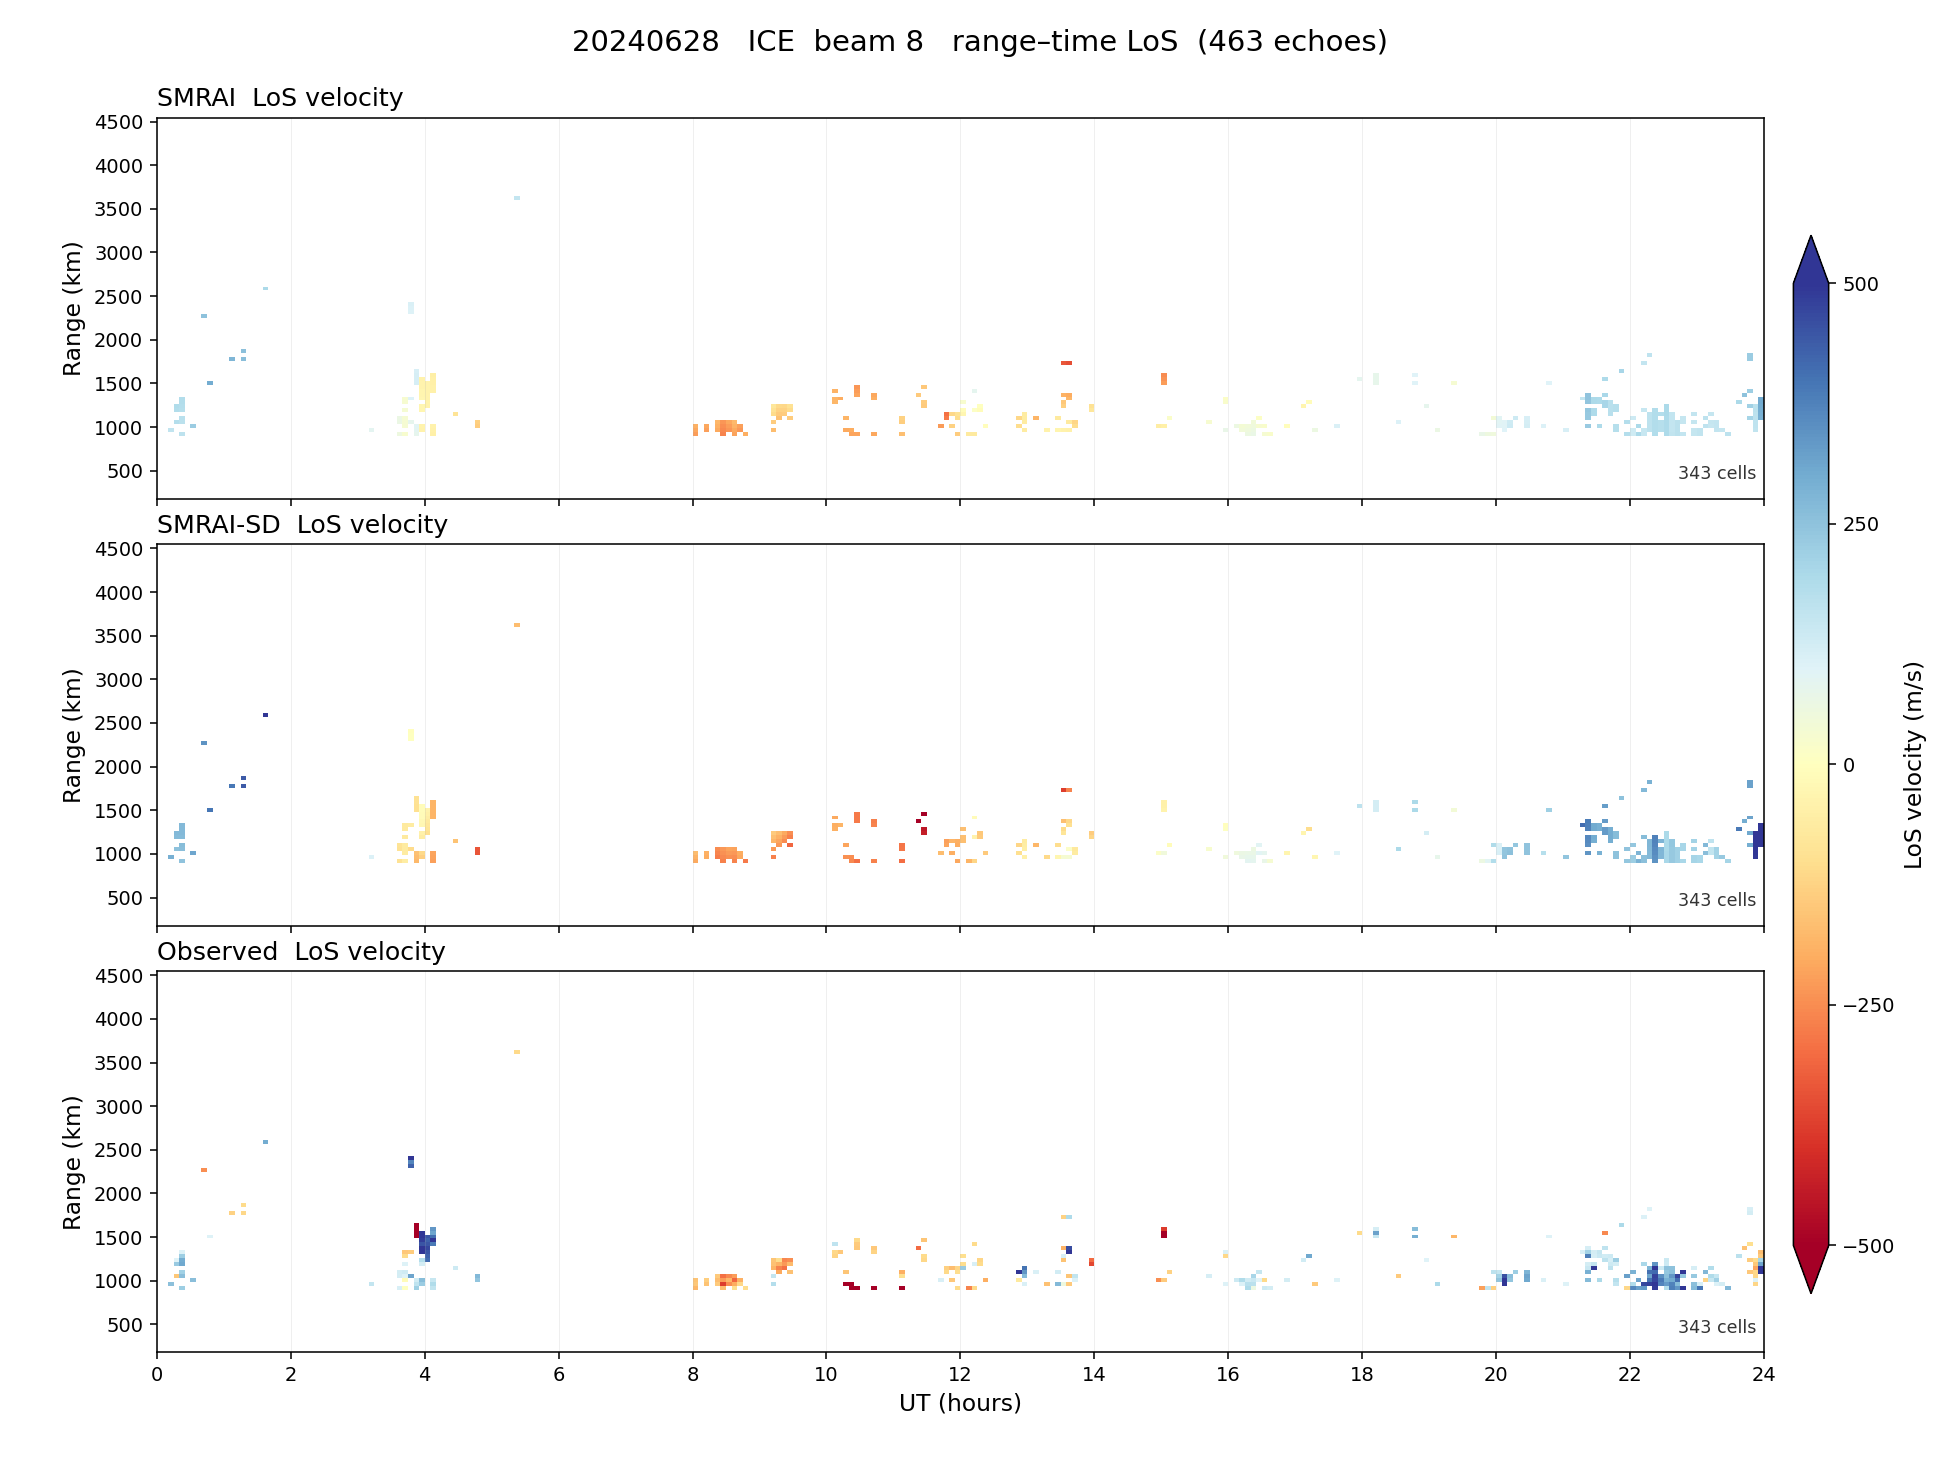 20240628   ICE  beam 8   range–time LoS  (463 echoes)
SMRAI  LoS velocity
4500
4000
3500
3000
2500
2000
1500
1000
500
Range (km)
343 cells
SMRAI-SD  LoS velocity
4500
4000
3500
3000
2500
2000
1500
1000
500
Range (km)
343 cells
Observed  LoS velocity
4500
4000
3500
3000
2500
2000
1500
1000
500
Range (km)
343 cells
0 2 4 6 8 10 12 14 16 18 20 22 24
UT (hours)
500
250
0
−250
−500
LoS velocity (m/s)